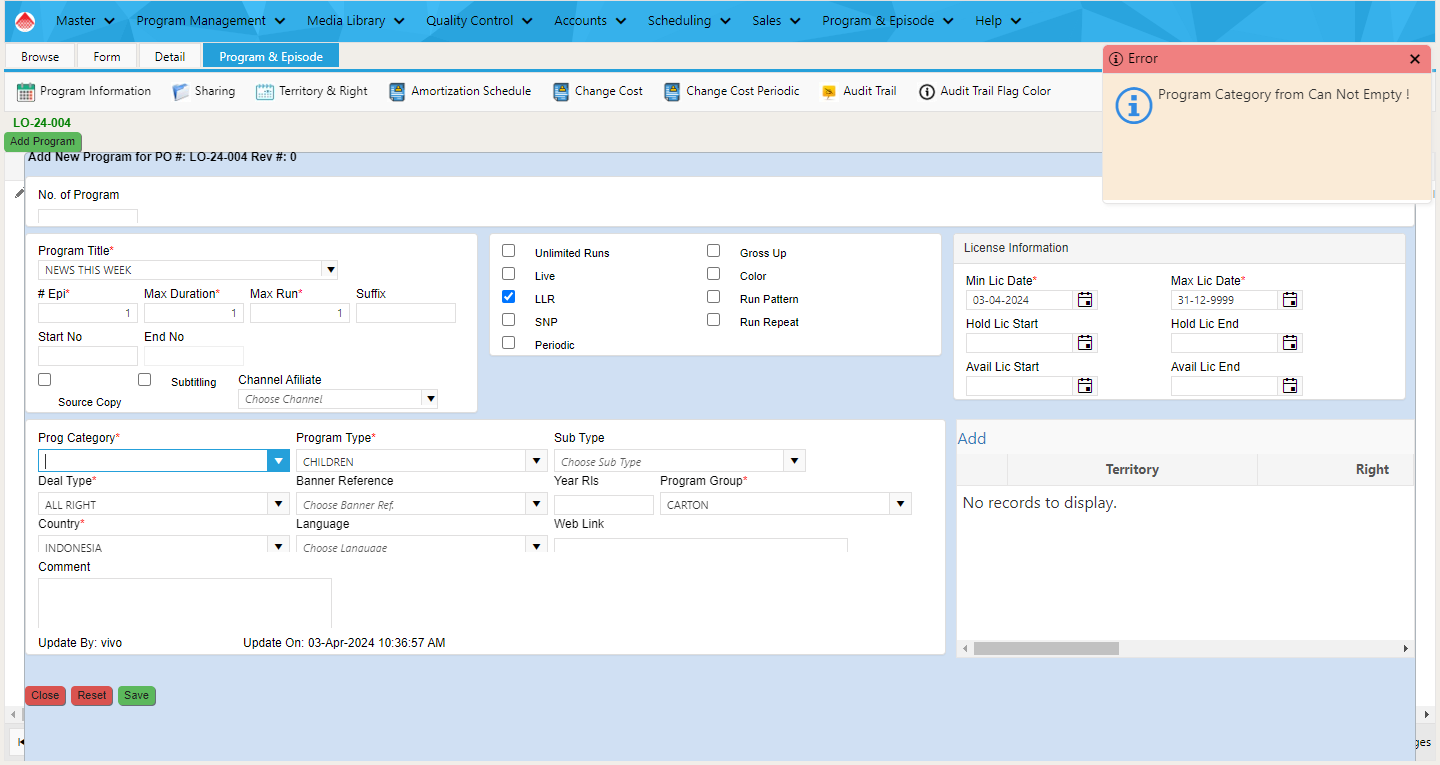 Master Program Management Media Library Quality Control Accounts Scheduling Sales Program & Episode Help
Browse Form Detail Program & Episode
Error
Program Category from Can Not Empty !
Program Information Sharing Territory & Right Amortization Schedule Change Cost Change Cost Periodic Audit Trail Audit Trail Flag Color
LO-24-004
Add Program
Add New Program for PO #: LO-24-004 Rev #: 0
No. of Program
Program Title*
NEWS THIS WEEK
# Epi* Max Duration* Max Run* Suffix
1 1 1
Start No End No
Subtitling Channel Afiliate
Source Copy Choose Channel
Unlimited Runs Gross Up
Live Color
LLR Run Pattern
SNP Run Repeat
Periodic
License Information
Min Lic Date* Max Lic Date*
03-04-2024 31-12-9999
Hold Lic Start Hold Lic End
Avail Lic Start Avail Lic End
Prog Category* Program Type* Sub Type
CHILDREN Choose Sub Type
Deal Type* Banner Reference Year Rls Program Group*
ALL RIGHT Choose Banner Ref. CARTON
Country* Language Web Link
INDONESIA Choose Language
Comment
Update By: vivo Update On: 03-Apr-2024 10:36:57 AM
Add
Territory Right
No records to display.
Close Reset Save
ges